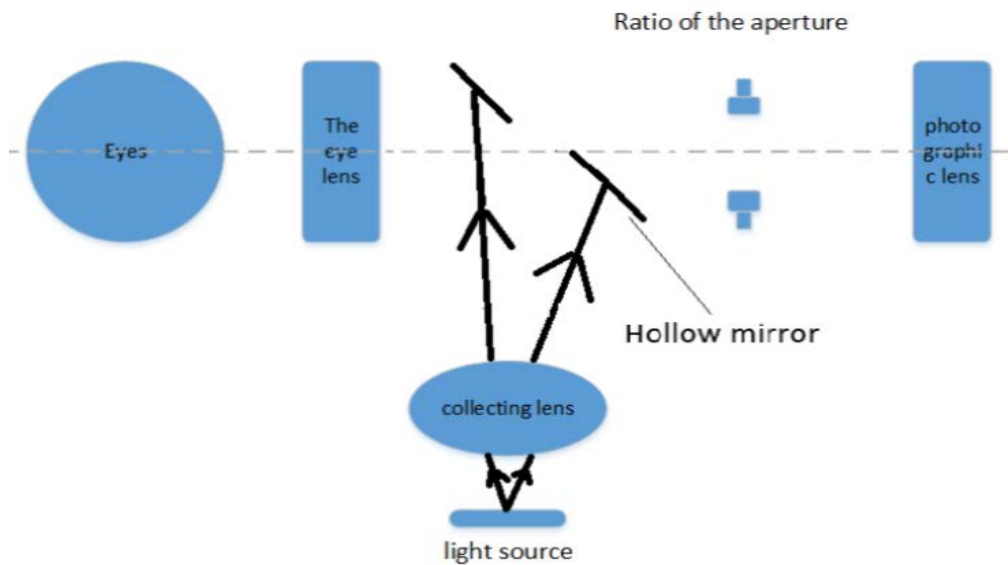 Ratio of the aperture
Eyes
The
eye
lens
photo
graphi
c lens
Hollow mirror
collecting lens
light source